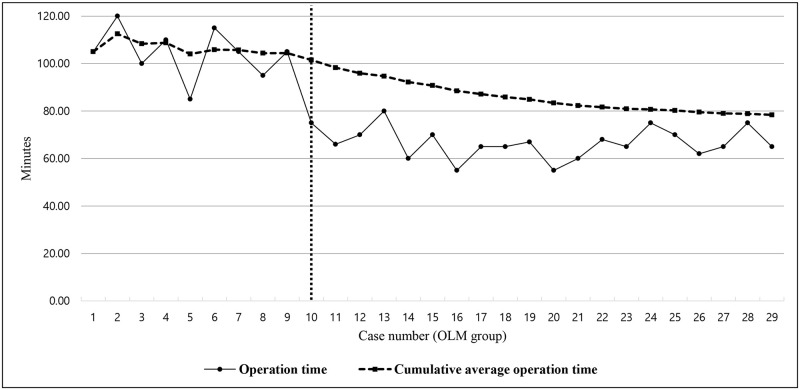 120.00
100.00
80.00
60.00
40.00
20.00
0.00
Minutes
1 2 3 4 5 6 7 8 9 10 11 12 13 14 15 16 17 18 19 20 21 22 23 24 25 26 27 28 29
Case number (OLM group)
Operation time Cumulative average operation time